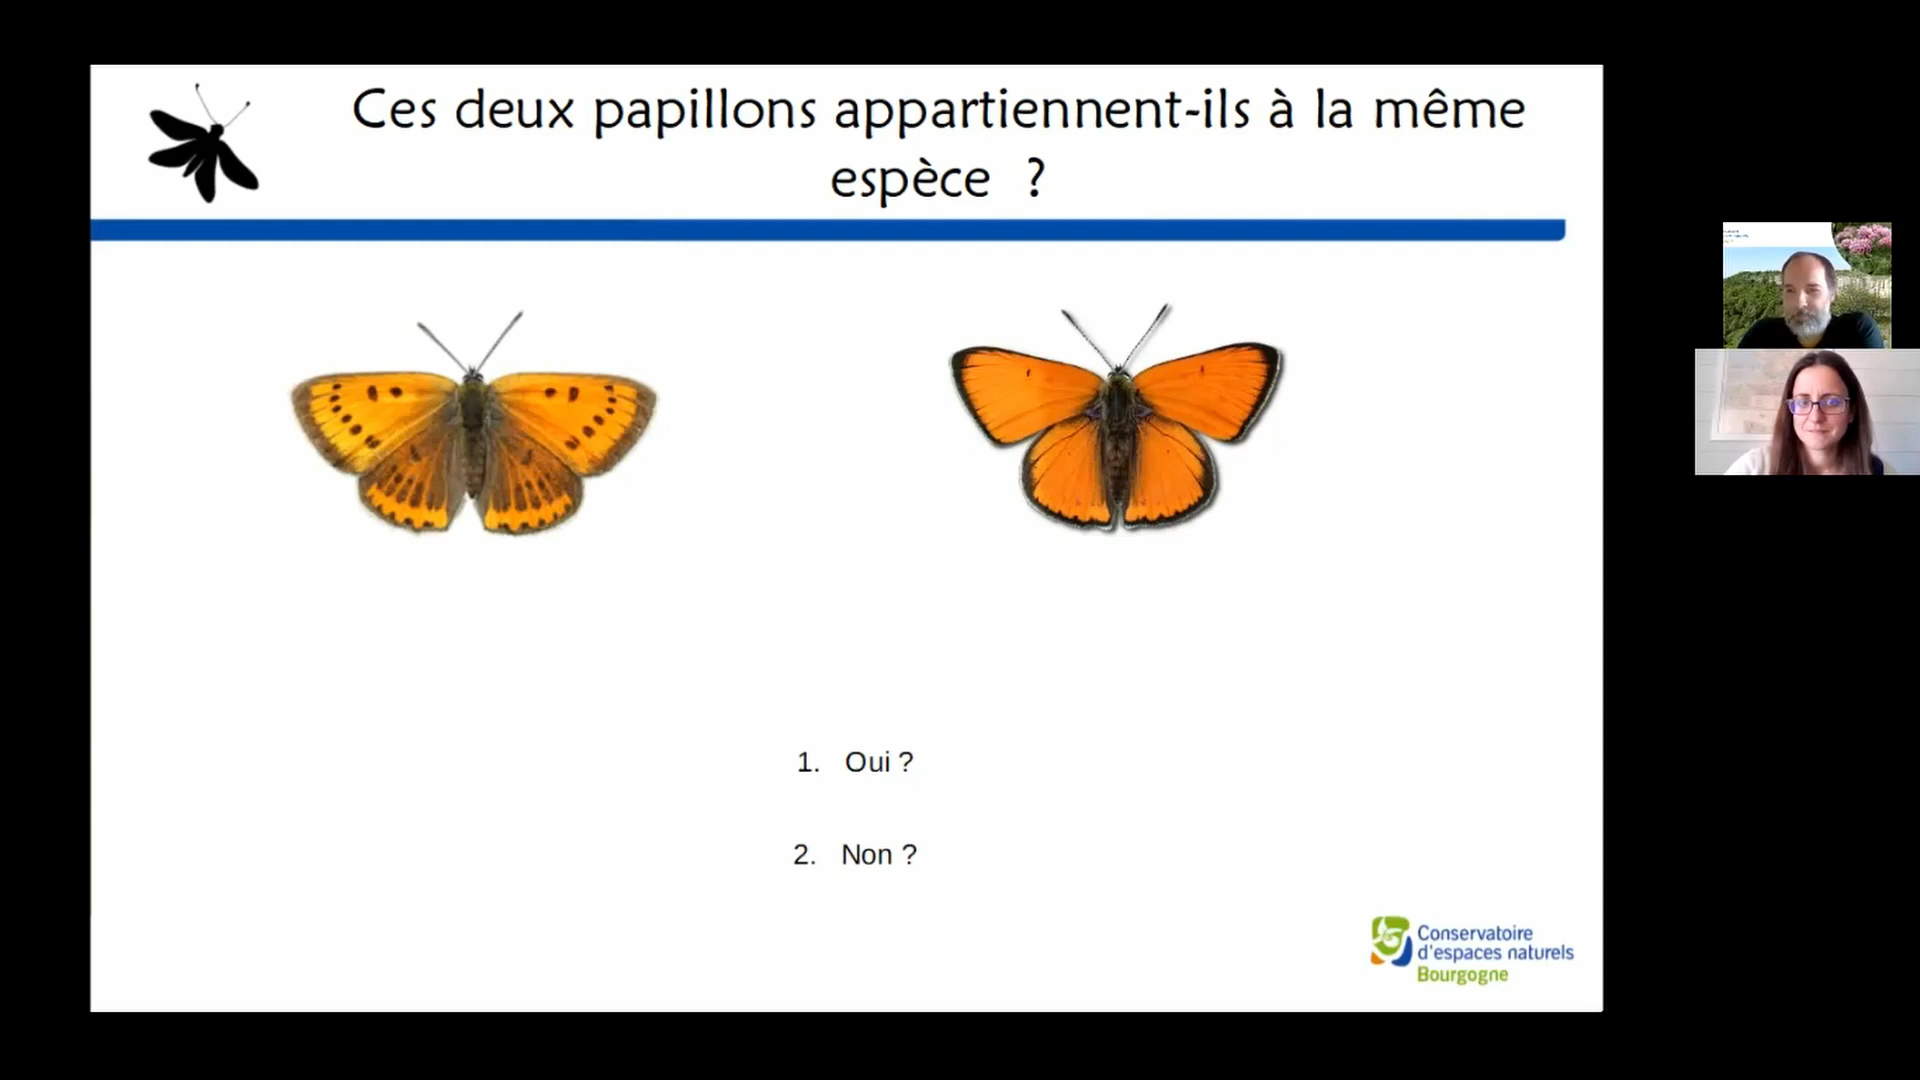 Ces deux papillons appartiennent-ils à la même
espèce ?
1. Oui ?
2. Non ?
Conservatoire
d'espaces naturels
Bourgogne